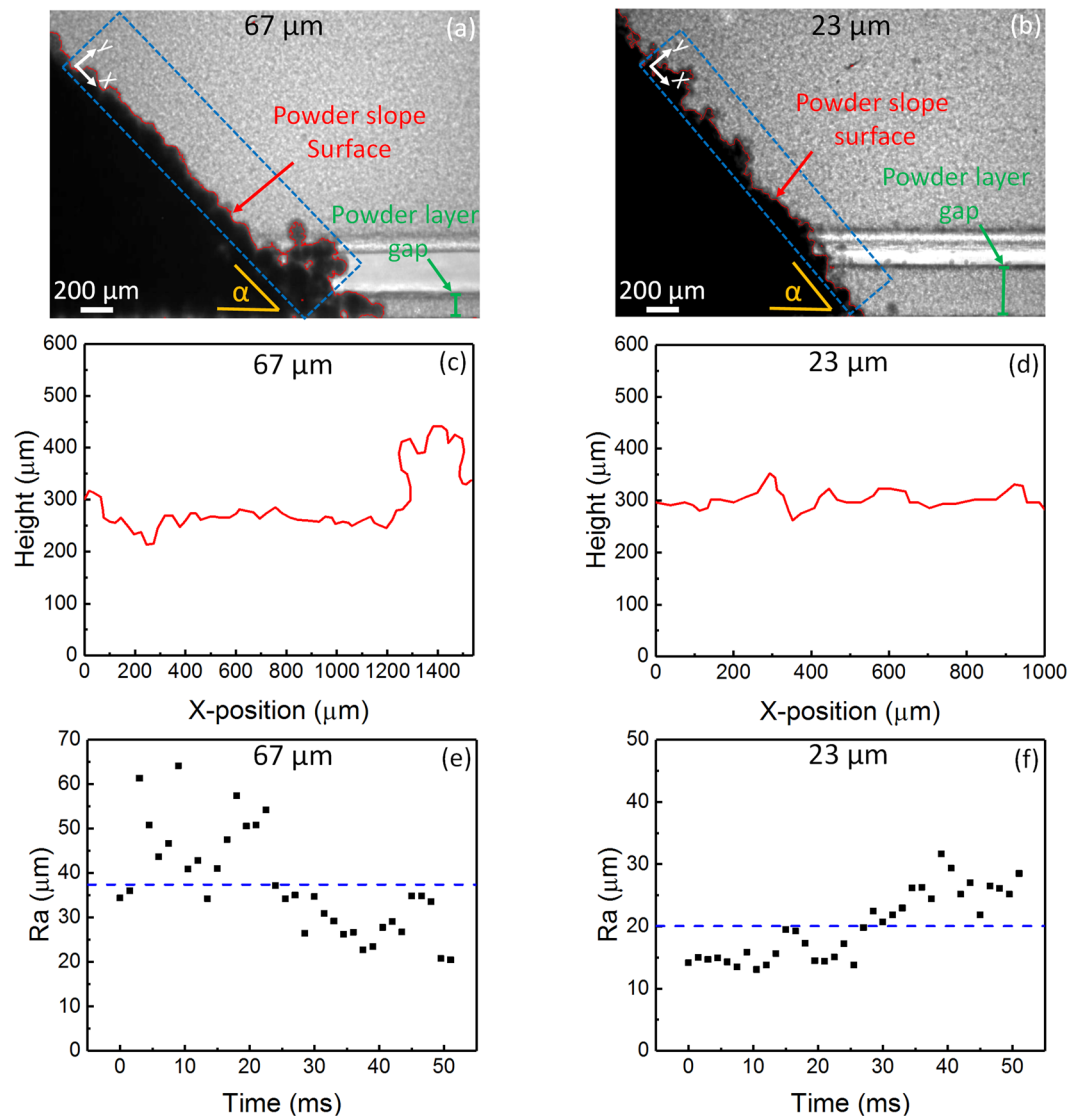 67 µm
(a)
Y
X
Powder slope
Surface
Powder layer
gap
α
200 µm
23 µm
(b)
Y
X
Powder slope
surface
Powder layer
gap
α
200 µm
67 µm
(c)
600
500
400
300
200
100
0
Height (µm)
0 200 400 600 800 1000 1200 1400
X-position (µm)
23 µm
(d)
600
500
400
300
200
100
0
Height (µm)
0 200 400 600 800 1000
X-position (µm)
67 µm
(e)
70
60
50
40
30
20
10
0
Ra (µm)
0 10 20 30 40 50
Time (ms)
23 µm
(f)
50
40
30
20
10
0
Ra (µm)
0 10 20 30 40 50
Time (ms)